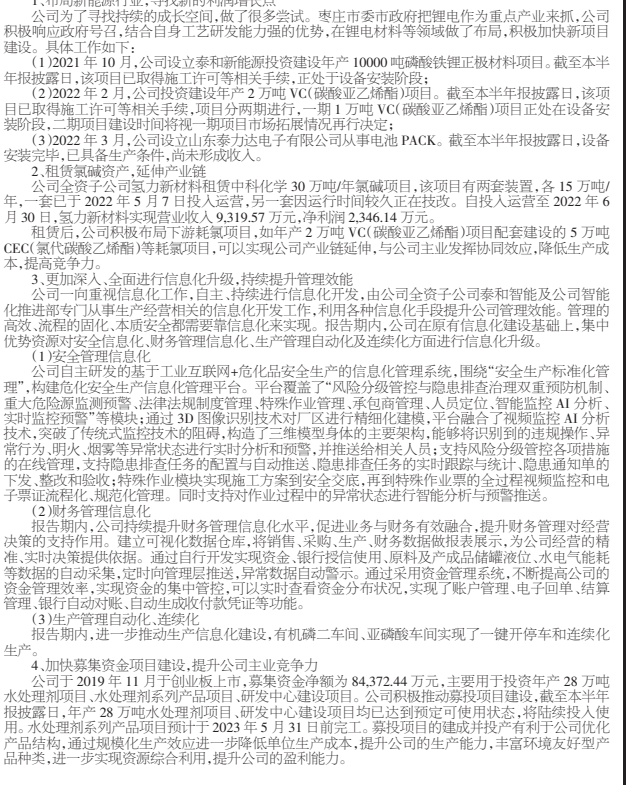 1、布局新能源行业,寻找新的利润增长点
公司为了寻找持续的成长空间,做了很多尝试。枣庄市委市政府把锂电作为重点产业来抓,公司
积极响应政府号召,结合自身工艺研发能力强的优势,在锂电材料等领域做了布局,积极加快新项目
建设。具体工作如下:
(1)2021 年 10 月,公司设立泰和新能源投资建设年产 10000 吨磷酸铁锂正极材料项目。截至本半
年报披露日,该项目已取得施工许可等相关手续,正处于设备安装阶段;
(2)2022 年 2 月,公司投资建设年产 2 万吨 VC(碳酸亚乙烯酯)项目。截至本半年报披露日,该项
目已取得施工许可等相关手续,项目分两期进行,一期 1 万吨 VC(碳酸亚乙烯酯)项目正处在设备安
装阶段,二期项目建设时间将视一期项目市场拓展情况再行决定;
(3)2022 年 3 月,公司设立山东泰力达电子有限公司从事电池 PACK。截至本半年报披露日,设备
安装完毕,已具备生产条件,尚未形成收入。
2、租赁氯碱资产,延伸产业链
公司全资子公司氢力新材料租赁中科化学 30 万吨/年氯碱项目,该项目有两套装置,各 15 万吨/
年,一套已于 2022 年 5 月 7 日投入运营,另一套因运行时间较久正在技改。自投入运营至 2022 年 6
月 30 日,氢力新材料实现营业收入 9,319.57 万元,净利润 2,346.14 万元。
租赁后,公司积极布局下游耗氯项目,如年产 2 万吨 VC(碳酸亚乙烯酯)项目配套建设的 5 万吨
CEC(氯代碳酸乙烯酯)等耗氯项目,可以实现公司产业链延伸,与公司主业发挥协同效应,降低生产成
本,提高竞争力。
3、更加深入、全面进行信息化升级,持续提升管理效能
公司一向重视信息化工作,自主、持续进行信息化开发,由公司全资子公司泰和智能及公司智能
化推进部专门从事生产经营相关的信息化开发工作,利用各种信息化手段提升公司管理效能。管理的
高效、流程的固化、本质安全都需要靠信息化来实现。报告期内,公司在原有信息化建设基础上,集中
优势资源对安全信息化、财务管理信息化、生产管理自动化及连续化方面进行信息化升级。
(1)安全管理信息化
公司自主研发的基于工业互联网+危化品安全生产的信息化管理系统,围绕“安全生产标准化管
理”,构建危化安全生产信息化管理平台。平台覆盖了“风险分级管控与隐患排查治理双重预防机制、
重大危险源监测预警、法律法规制度管理、特殊作业管理、承包商管理、人员定位、智能监控 AI 分析、
实时监控预警”等模块;通过 3D 图像识别技术对厂区进行精细化建模,平台融合了视频监控 AI 分析
技术,突破了传统式监控技术的阻碍,构造了三维模型身体的主要架构,能够将识别到的违规操作、异
常行为、明火、烟雾等异常状态进行实时分析和预警,并推送给相关人员;支持风险分级管控各项措施
的在线管理,支持隐患排查任务的配置与自动推送、隐患排查任务的实时跟踪与统计、隐患通知单的
下发、整改和验收;特殊作业模块实现施工方案到安全交底,再到特殊作业票的全过程视频监控和电
子票证流程化、规范化管理。同时支持对作业过程中的异常状态进行智能分析与预警推送。
(2)财务管理信息化
报告期内,公司持续提升财务管理信息化水平,促进业务与财务有效融合,提升财务管理对经营
决策的支持作用。建立可视化数据仓库,将销售、采购、生产、财务数据做报表展示,为公司经营的精
准、实时决策提供依据。通过自行开发实现资金、银行授信使用、原料及产成品储罐液位、水电气能耗
等数据的自动采集,定时向管理层推送,异常数据自动警示。通过采用资金管理系统,不断提高公司的
资金管理效率,实现资金的集中管控,可以实时查看资金分布状况,实现了账户管理、电子回单、结算
管理、银行自动对账、自动生成收付款凭证等功能。
(3)生产管理自动化、连续化
报告期内,进一步推动生产信息化建设,有机磷二车间、亚磷酸车间实现了一键开停车和连续化
生产。
4、加快募集资金项目建设,提升公司主业竞争力
公司于 2019 年 11 月于创业板上市,募集资金净额为 84,372.44 万元,主要用于投资年产 28 万吨
水处理剂项目、水处理剂系列产品项目、研发中心建设项目。公司积极推动募投项目建设,截至本半年
报披露日,年产 28 万吨水处理剂项目、研发中心建设项目均已达到预定可使用状态,将陆续投入使
用。水处理剂系列产品项目预计于 2023 年 5 月 31 日前完工。募投项目的建成并投产有利于公司优化
产品结构,通过规模化生产效应进一步降低单位生产成本,提升公司的生产能力,丰富环境友好型产
品种类,进一步实现资源综合利用,提升公司的盈利能力。